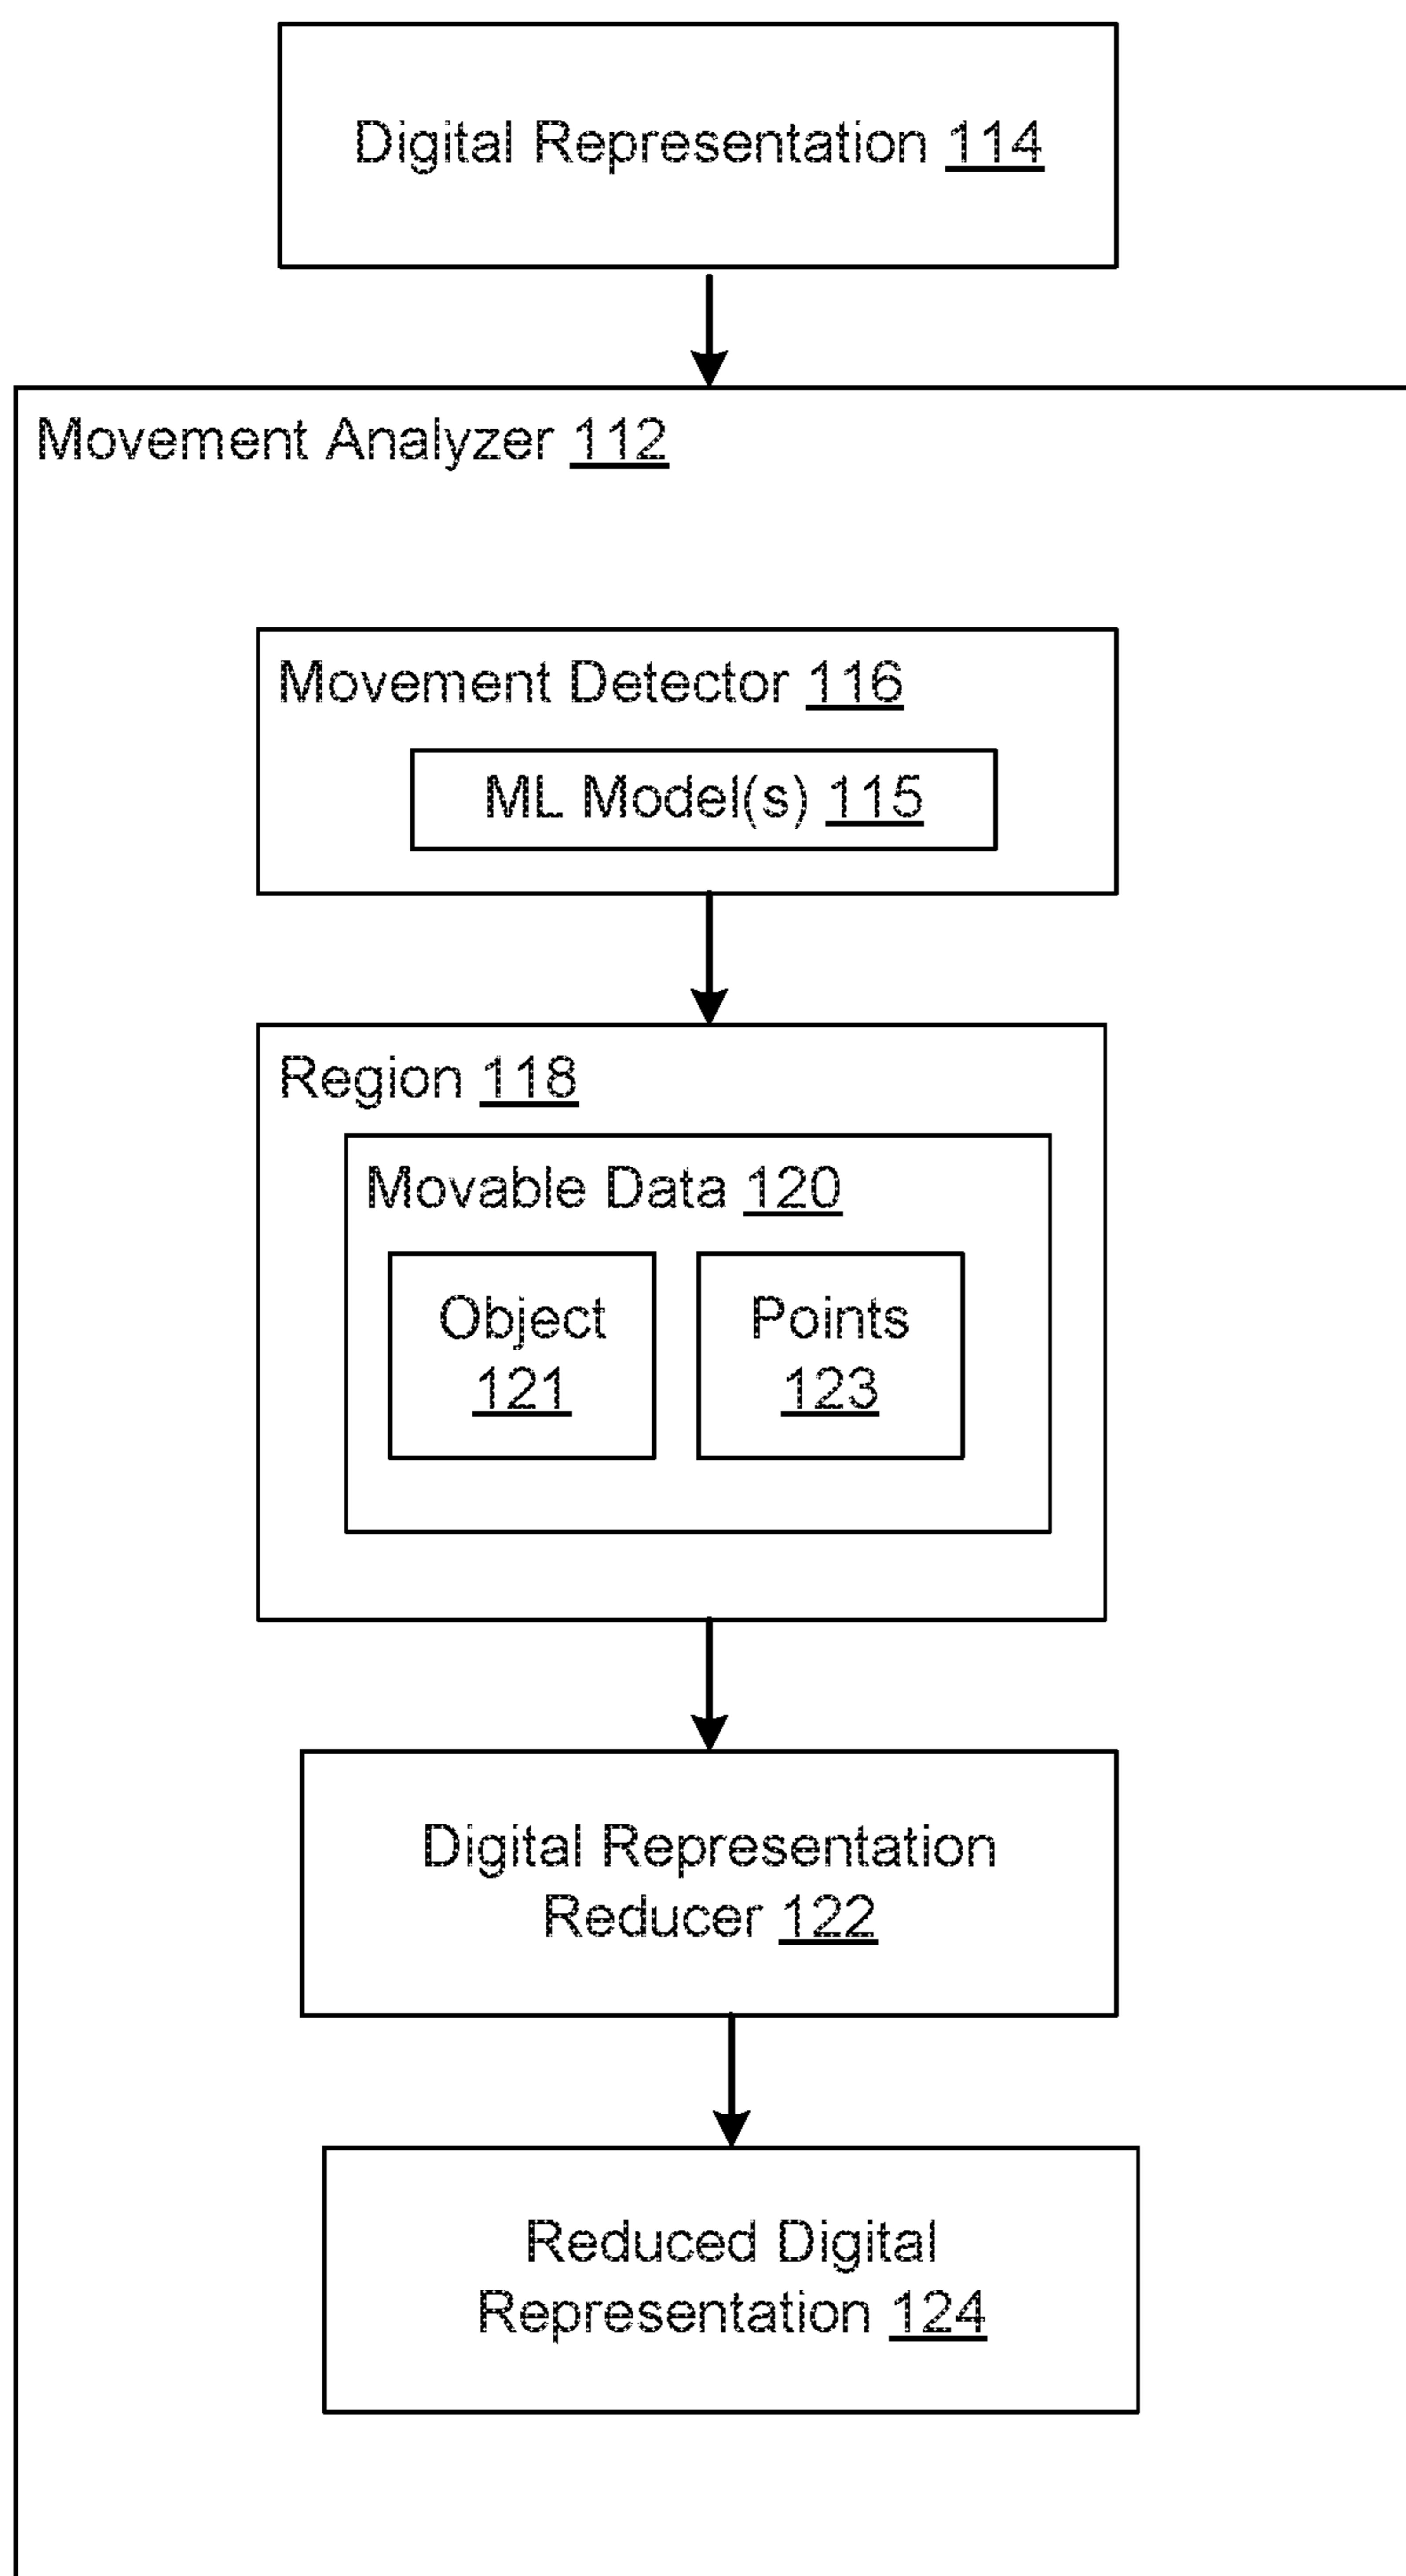 Digital Representation 114
Movement Analyzer 112
Movement Detector 116
ML Model(s) 115
Region 118
Movable Data 120
Object
121
Points
123
Digital Representation
Reducer 122
Reduced Digital
Representation 124